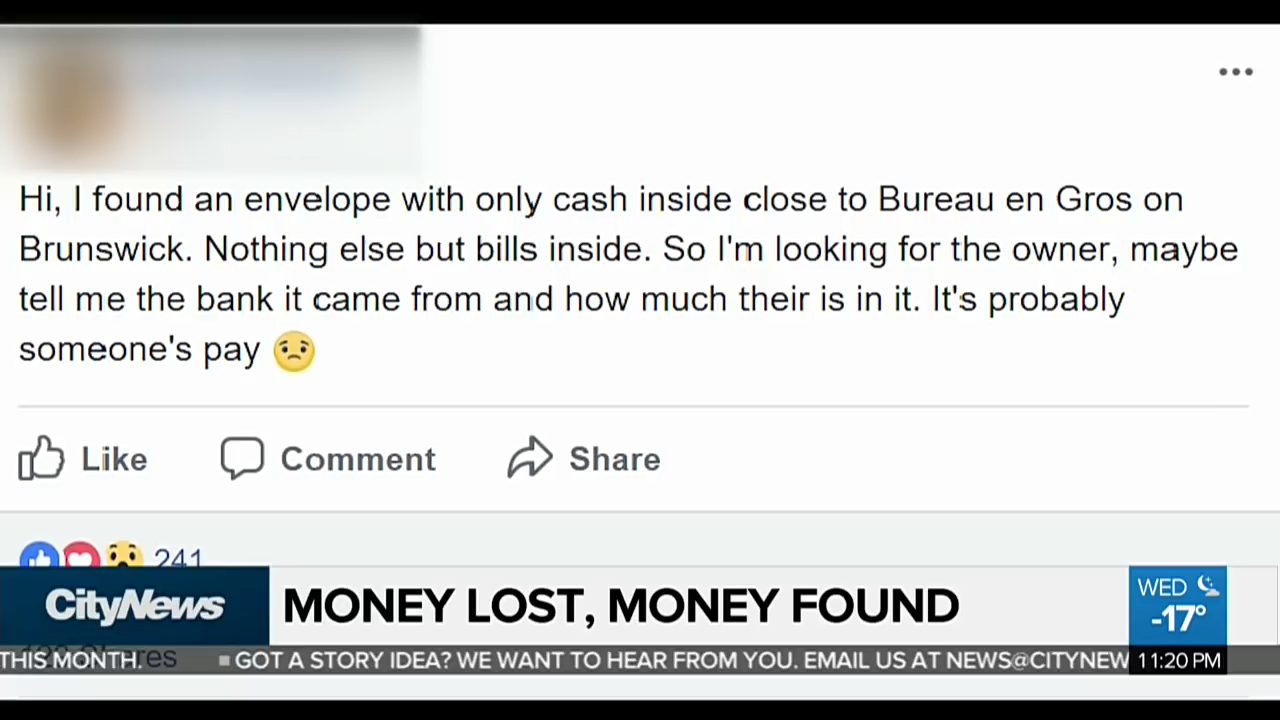 Hi, I found an envelope with only cash inside close to Bureau en Gros on
Brunswick. Nothing else but bills inside. So I'm looking for the owner, maybe
tell me the bank it came from and how much their is in it. It's probably
someone's pay 😟
Like Comment Share
241
CityNews
MONEY LOST, MONEY FOUND
WED
-17°
THIS MONTH. ■ GOT A STORY IDEA? WE WANT TO HEAR FROM YOU. EMAIL US AT NEWS@CITYNEW
11:20 PM